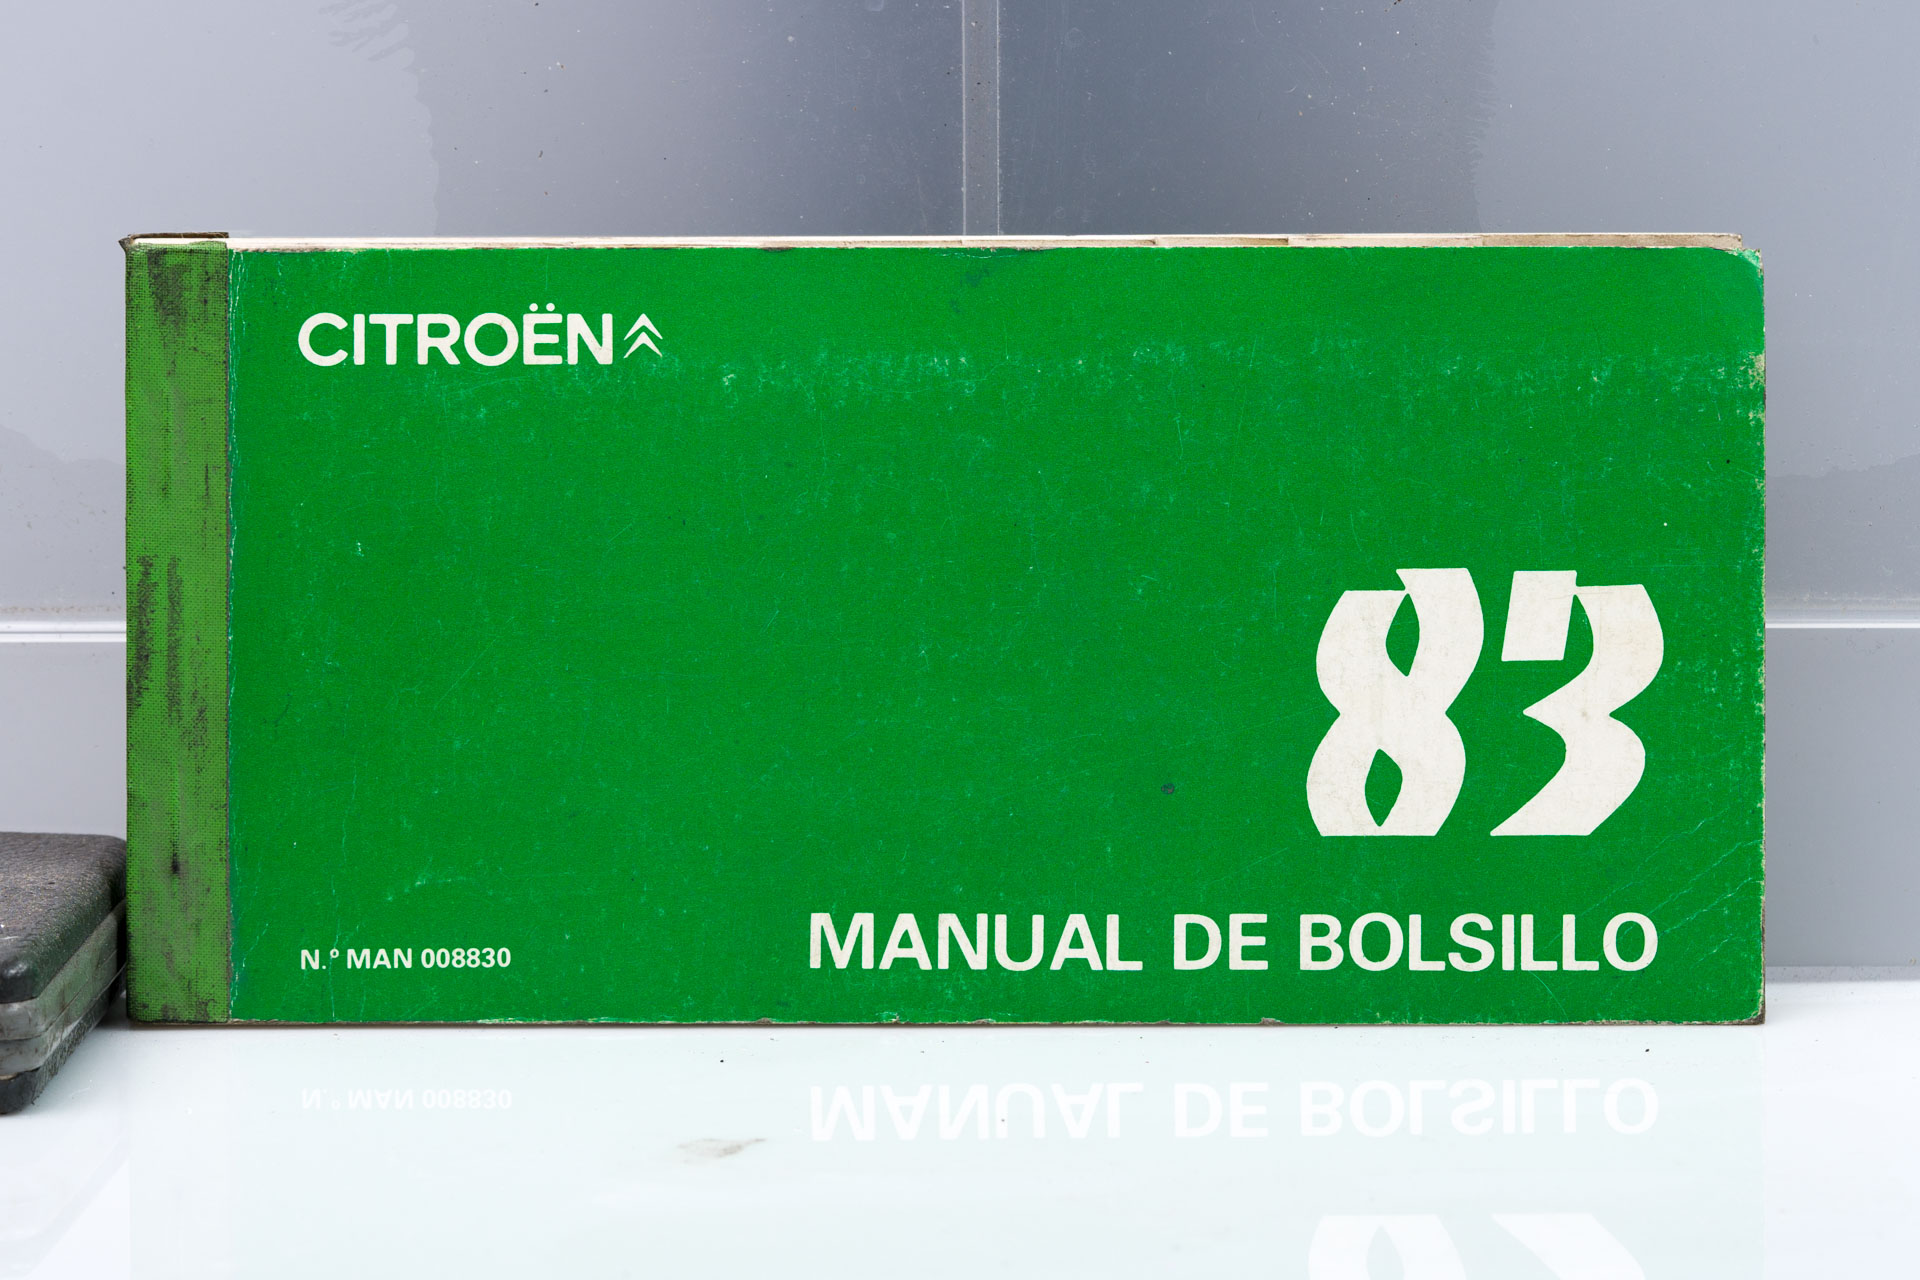 CITROËN
83
N.º MAN 008830
MANUAL DE BOLSILLO